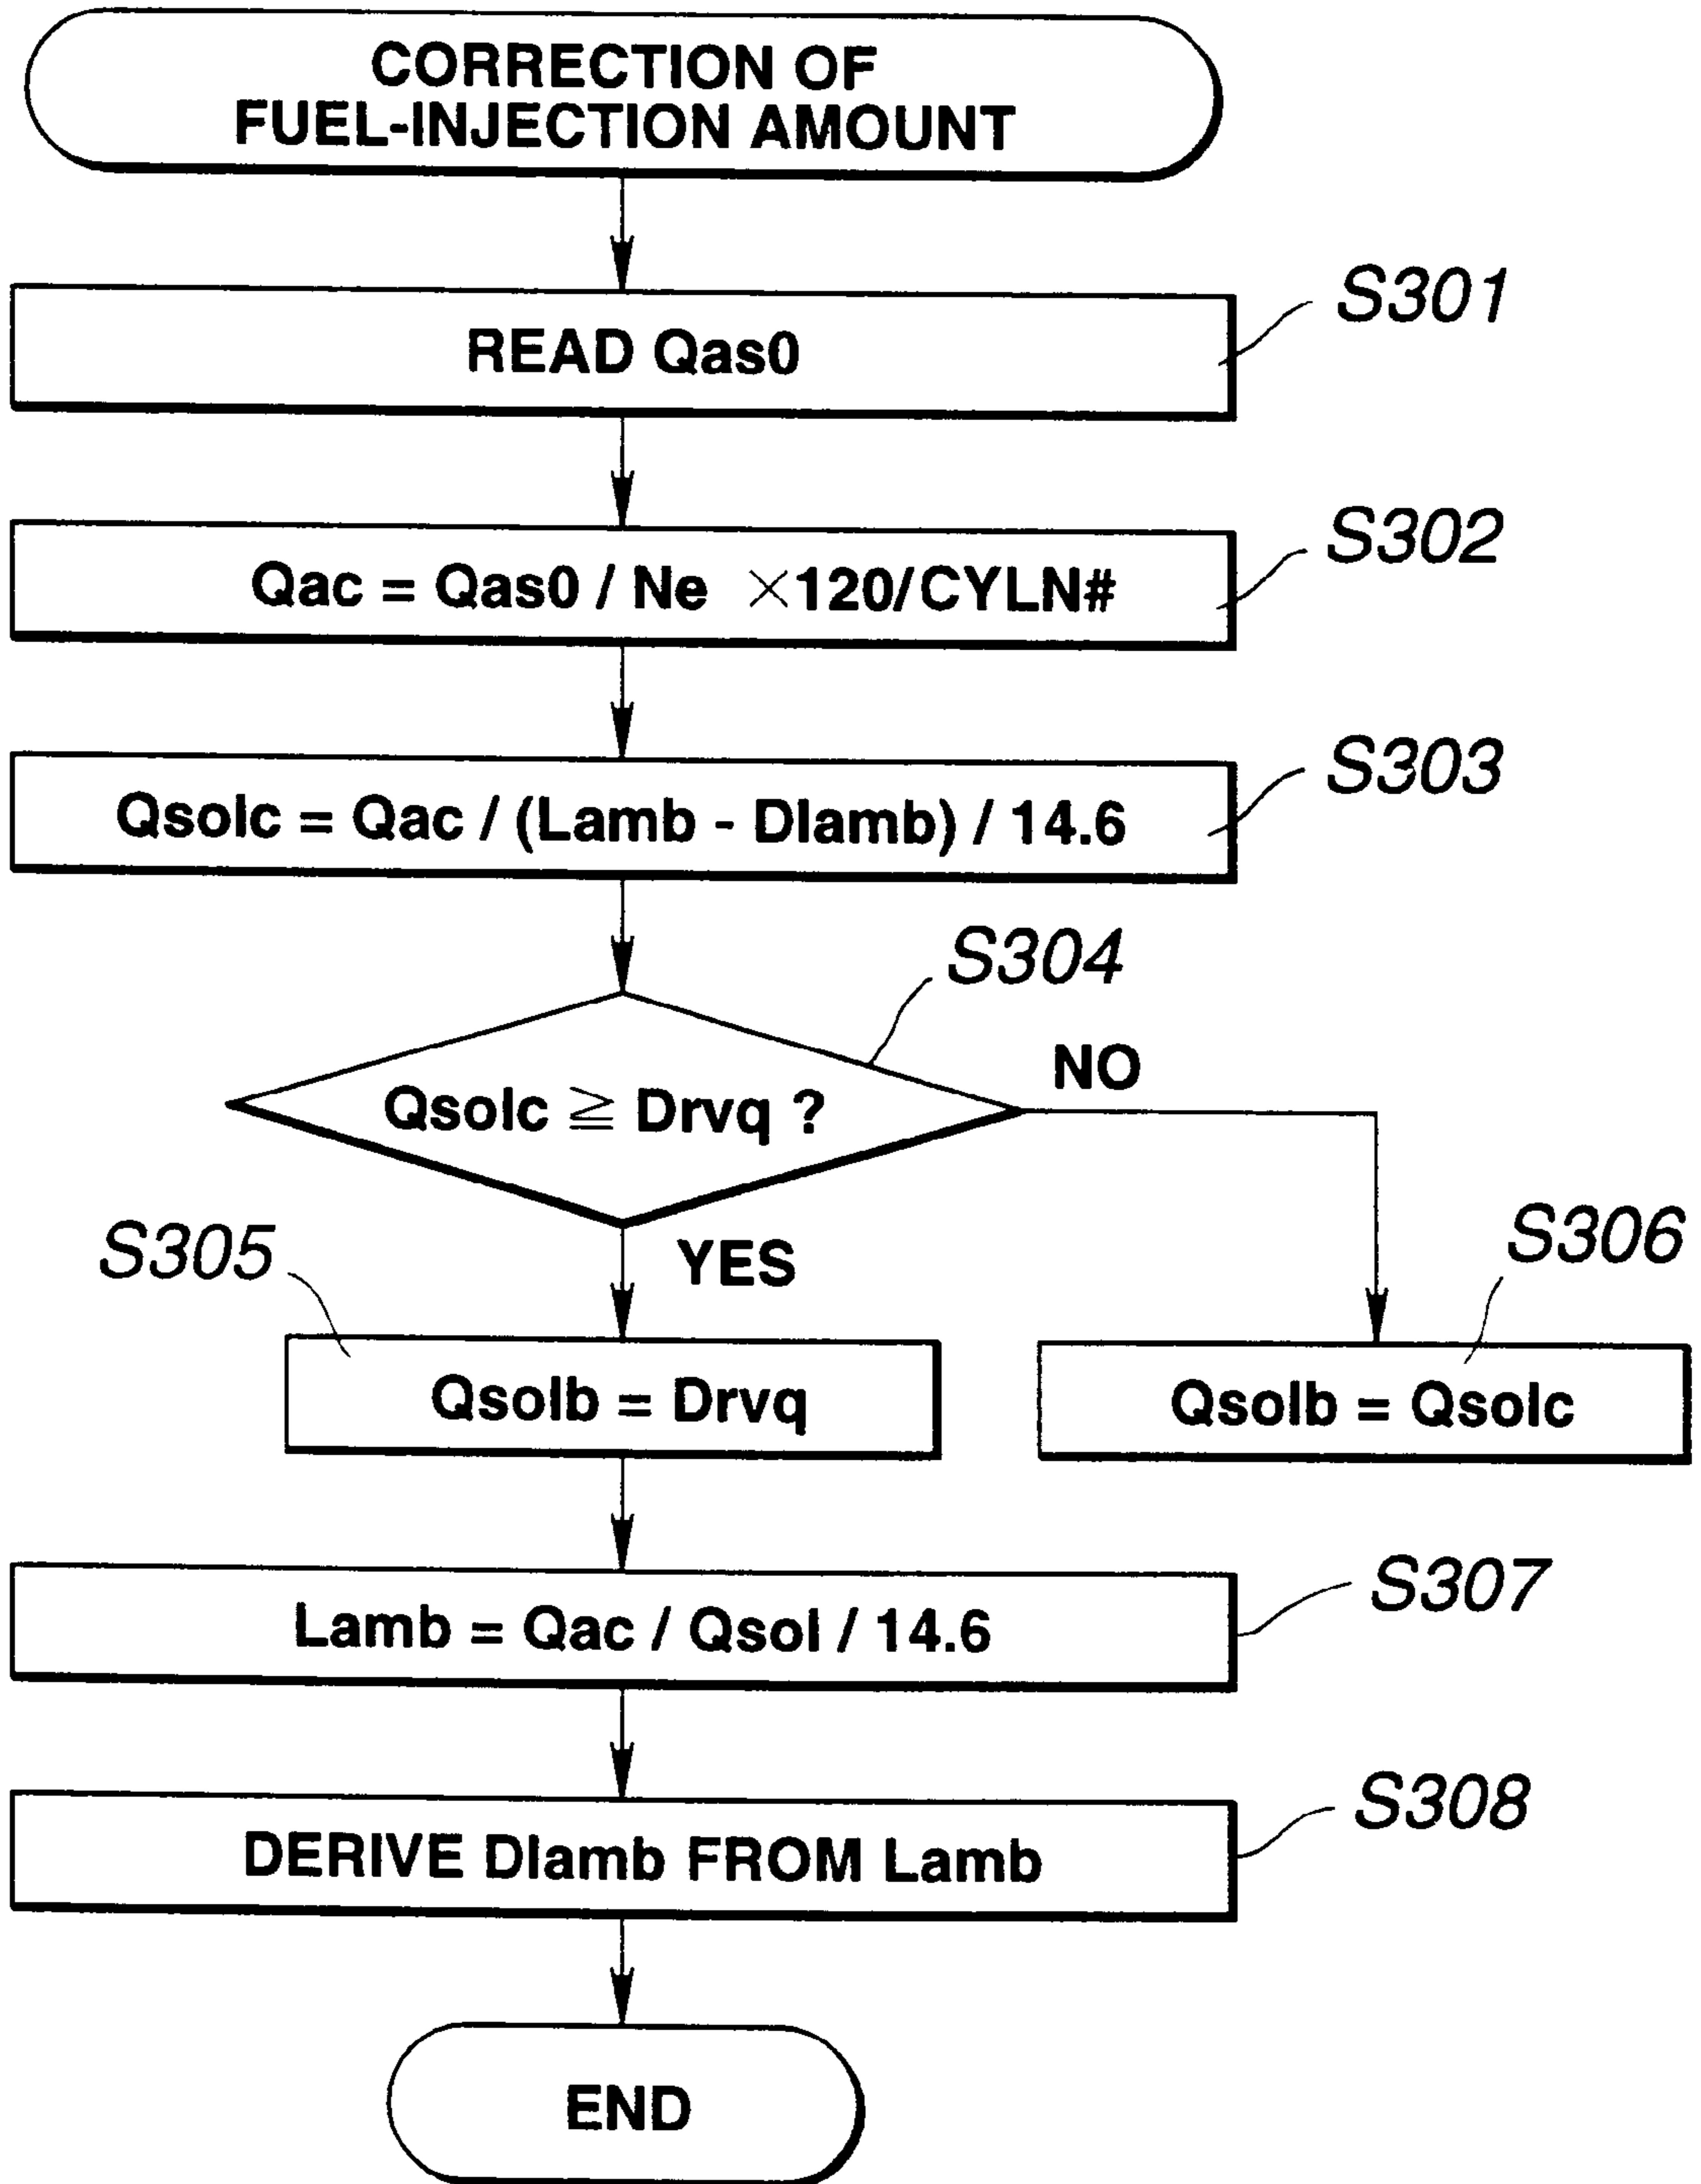 CORRECTION OF
FUEL-INJECTION AMOUNT
S301
READ Qas0
S302
Qac = Qas0 / Ne ×120/CYLN#
S303
Qsolc = Qac / (Lamb - Dlamb) / 14.6
S304
NO
Qsolc ≧ Drvq ?
S305
YES
S306
Qsolb = Drvq
Qsolb = Qsolc
S307
Lamb = Qac / Qsol / 14.6
S308
DERIVE Dlamb FROM Lamb
END